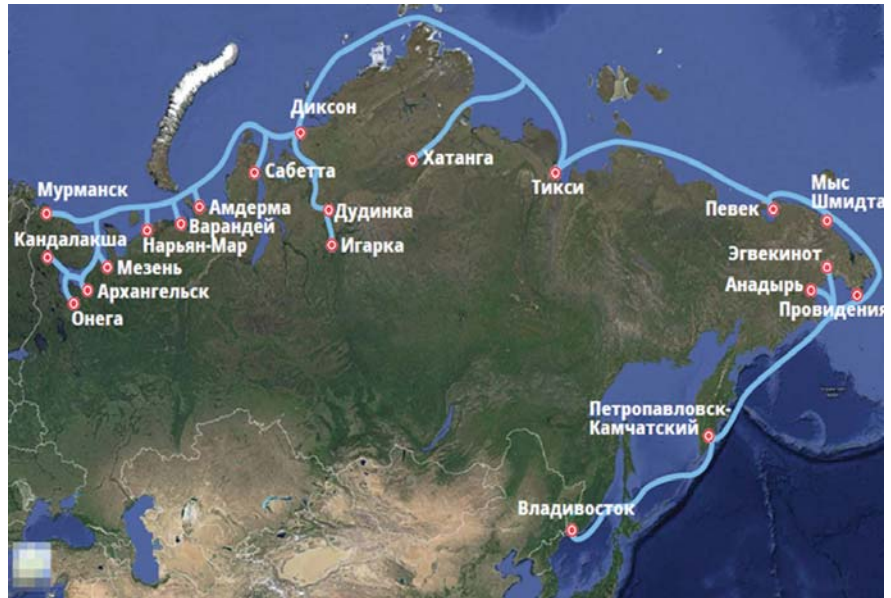 Диксон
Хатанга
Сабетта
Тикси
Мурманск
Амдерма
Дудинка
Певек
Мыс
Шмидта
Варандей
Кандалакша
Нарьян-Мар
Игарка
Эгвекинот
Мезень
Анадырь
Архангельск
Онега
Провидения
Петропавловск-
Камчатский
Владивосток